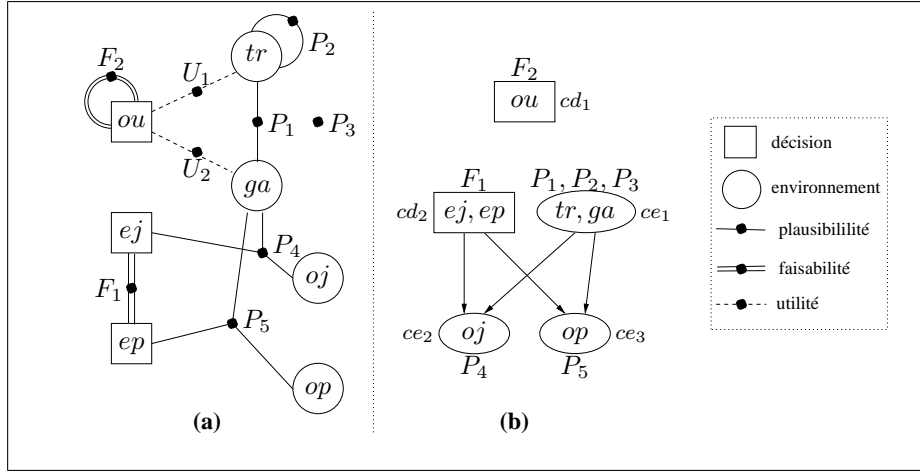 F2
ou
U1
U2
tr
P2
P1
P3
ga
ej
F1
ep
P4
oj
P5
op
(a)
F2
ou cd1
F1
cd2 ej, ep
P1, P2, P3
tr, ga ce1
ce2 oj
P4
op ce3
P5
(b)
décision
environnement
plausibililité
faisabilité
utilité